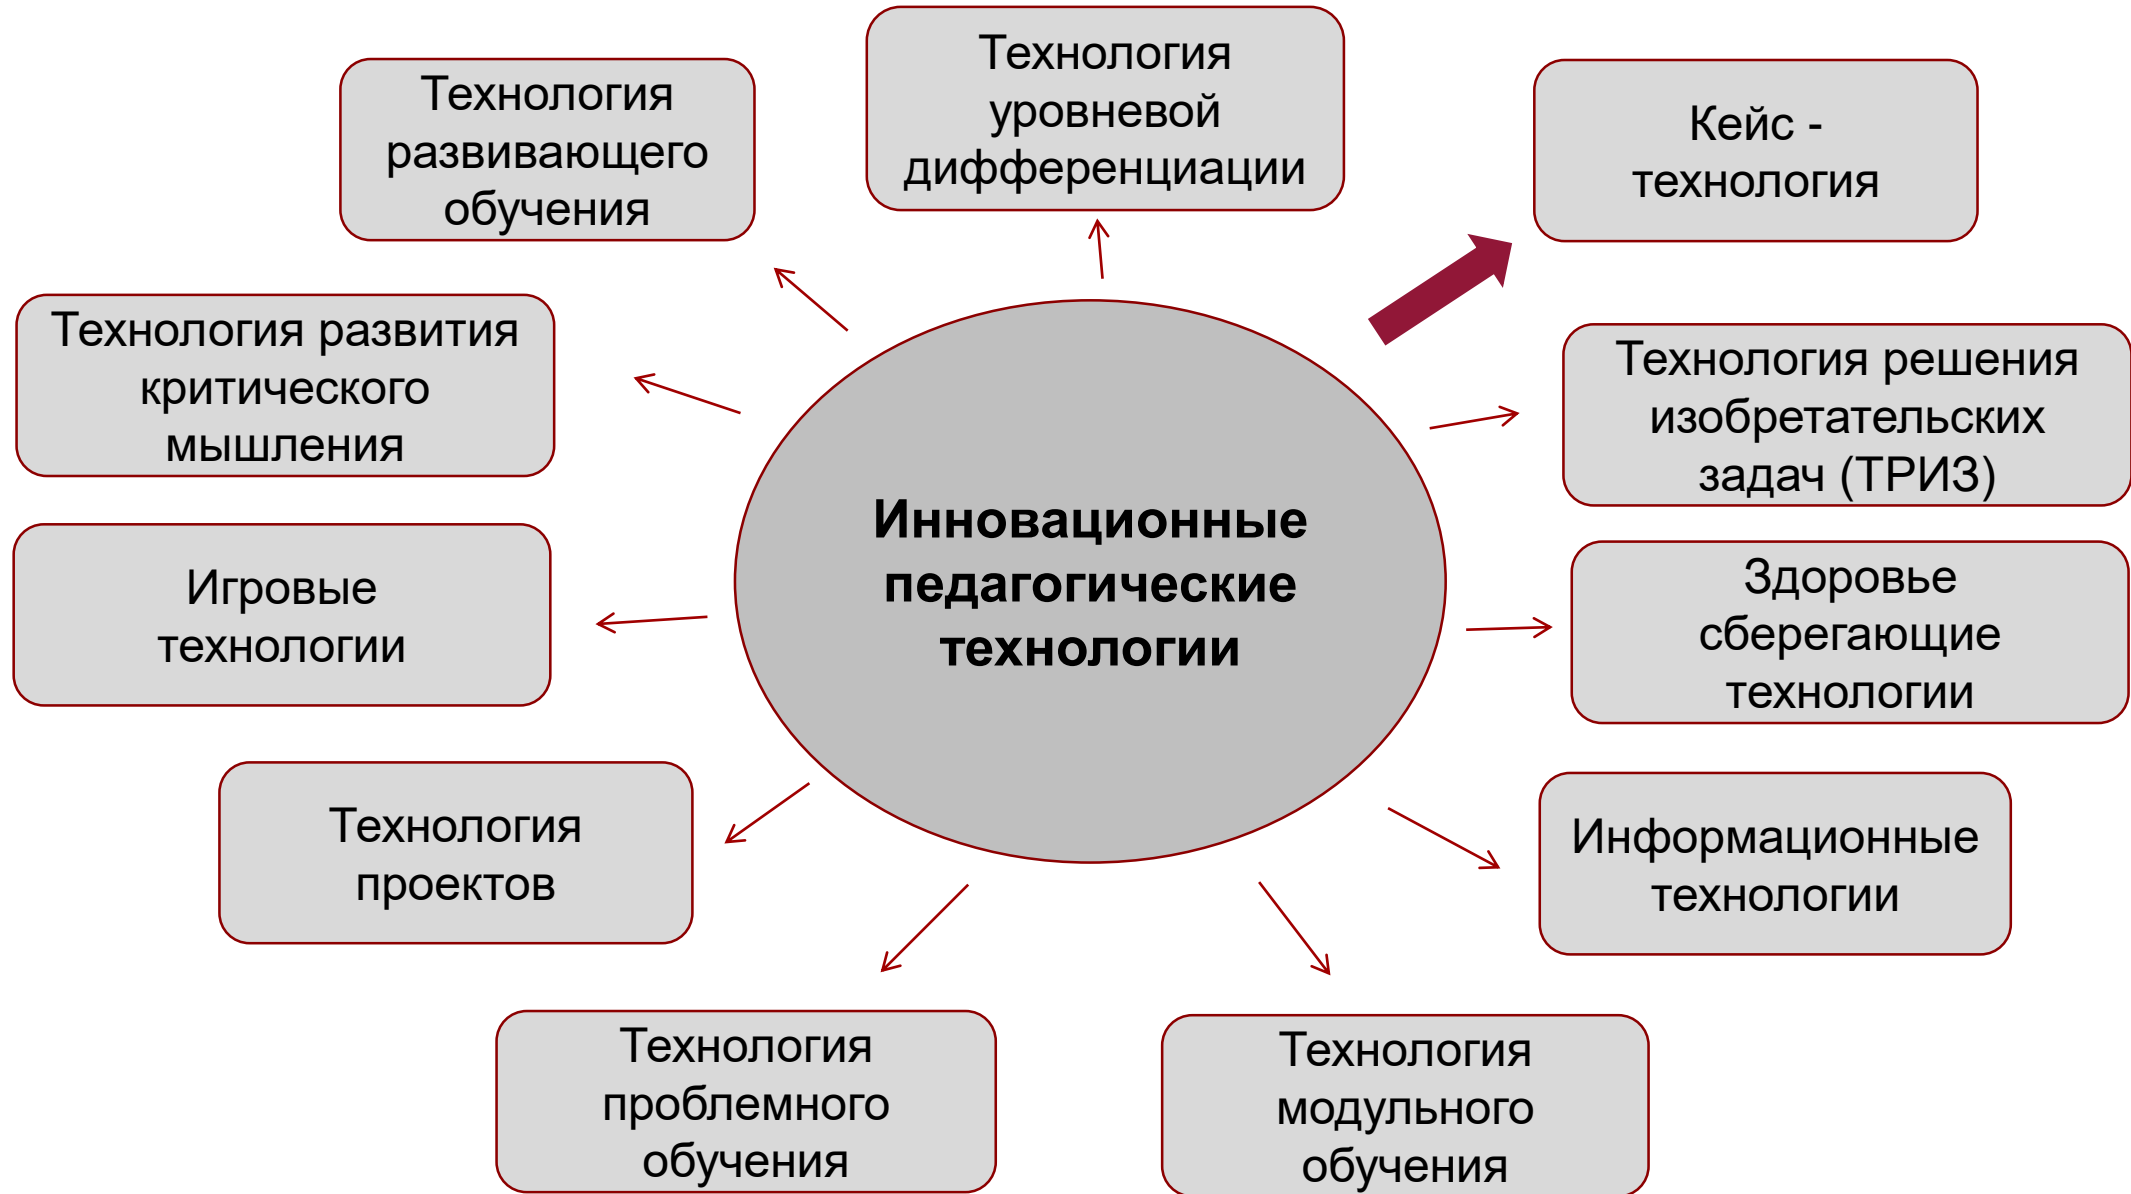 Технология
уровневой
дифференциации
Технология
развивающего
обучения
Кейс -
технология
Технология развития
критического
мышления
Технология решения
изобретательских
задач (ТРИЗ)
Инновационные
педагогические
технологии
Игровые
технологии
Здоровье
сберегающие
технологии
Технология
проектов
Информационные
технологии
Технология
проблемного
обучения
Технология
модульного
обучения